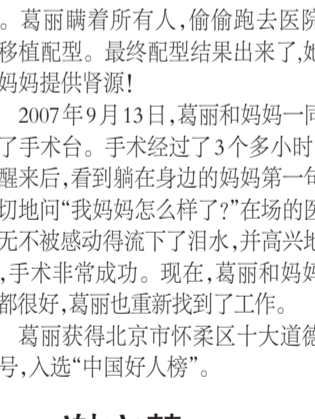 。葛丽瞒着所有人，偷偷跑去医院
移植配型。最终配型结果出来了，她
妈妈提供肾源！
2007年9月13日，葛丽和妈妈一同
了手术台。手术经过了3个多小时
醒来后，看到躺在身边的妈妈第一句
切地问“我妈妈怎么样了？”在场的医
无不被感动得流下了泪水，并高兴地
，手术非常成功。现在，葛丽和妈妈
都很好，葛丽也重新找到了工作。
葛丽获得北京市怀柔区十大道德
号，入选“中国好人榜”。